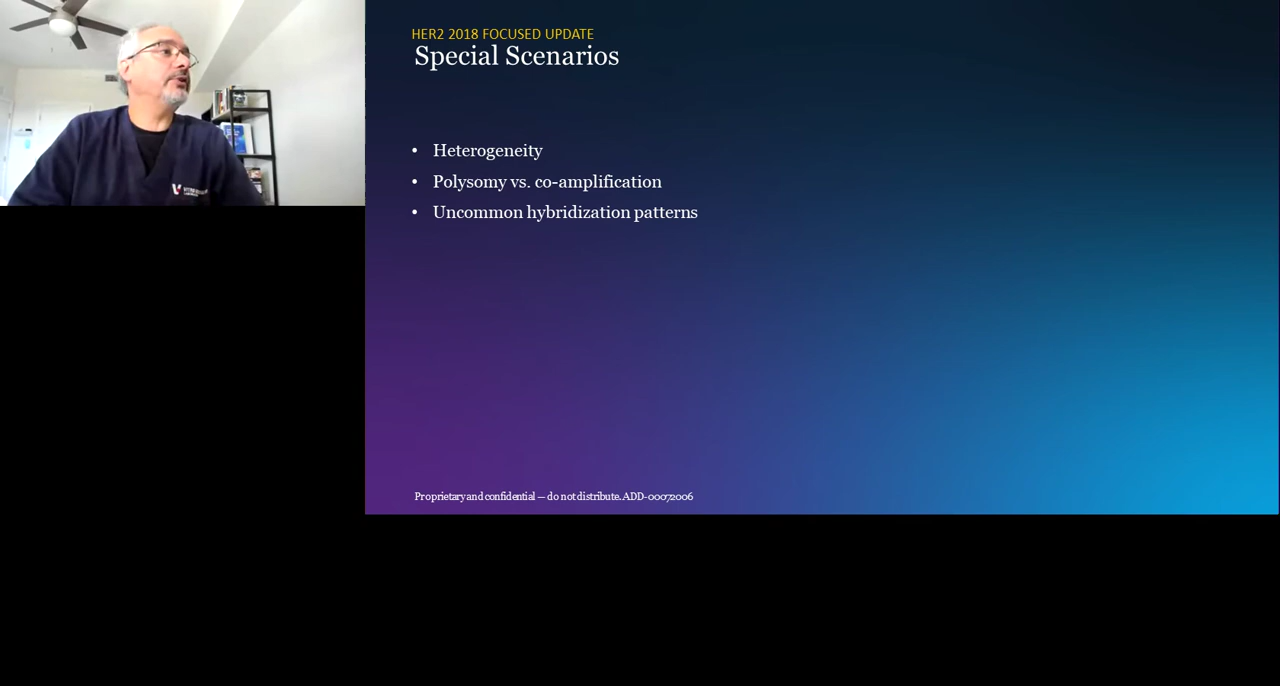 HER2 2018 FOCUSED UPDATE
Special Scenarios
• Heterogeneity
• Polysomy vs. co-amplification
• Uncommon hybridization patterns
Proprietary and confidential — do not distribute. ADD-00072006